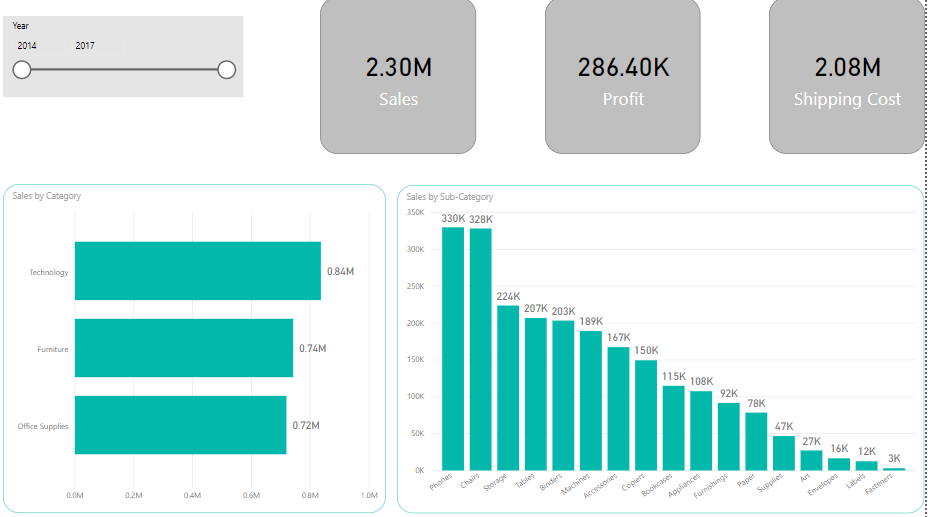 Year
2014 2017
2.30M
Sales
286.40K
Profit
2.08M
Shipping Cost
Sales by Category
Technology 0.84M
Furniture 0.74M
Office Supplies 0.72M
0.0M 0.2M 0.4M 0.6M 0.8M 1.0M
Sales by Sub-Category
350K
300K
250K
200K
150K
100K
50K
0K
330K 328K 224K 207K 203K 189K 167K 150K 115K 108K 92K 78K 47K 27K 16K 12K 3K
Phones Chairs Storage Tables Binders Machines Accessories Copiers Bookcases Appliances Furnishings Paper Supplies Art Envelopes Labels Fasteners